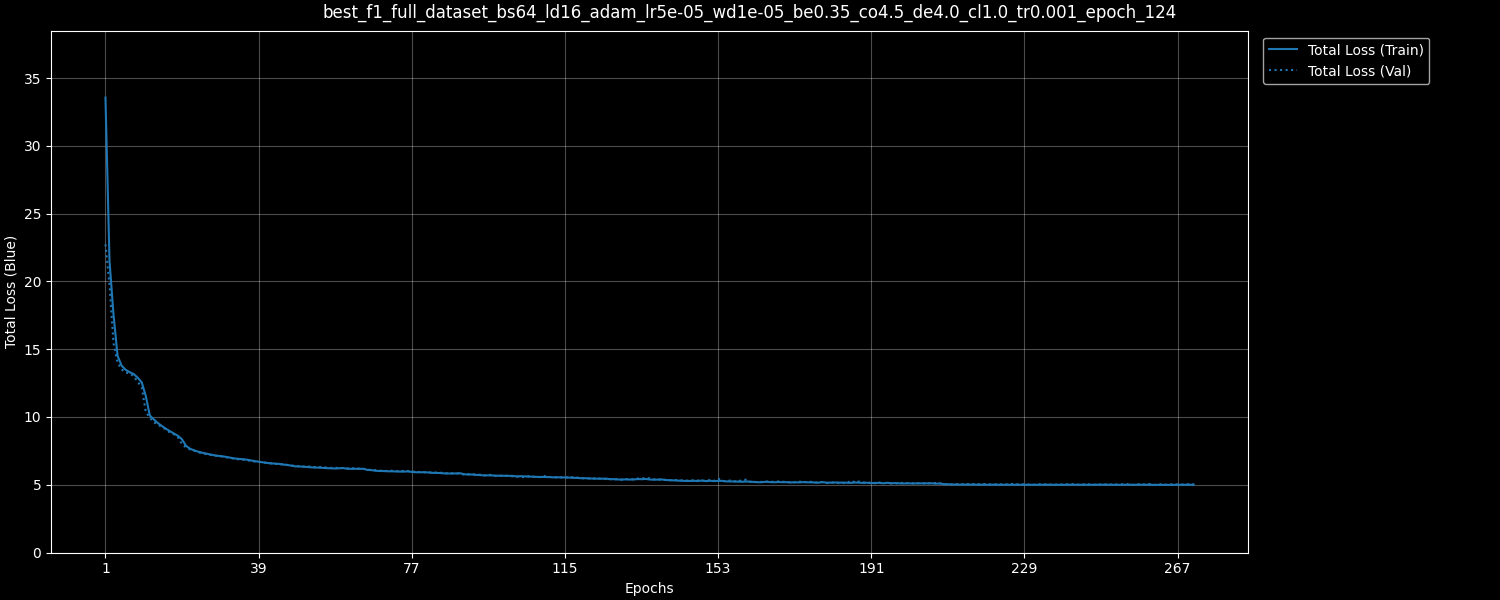 best_f1_full_dataset_bs64_ld16_adam_lr5e-05_wd1e-05_be0.35_co4.5_de4.0_cl1.0_tr0.001_epoch_124
Total Loss (Train)
Total Loss (Val)
Total Loss (Blue)
35
30
25
20
15
10
5
0
1 39 77 115 153 191 229 267
Epochs